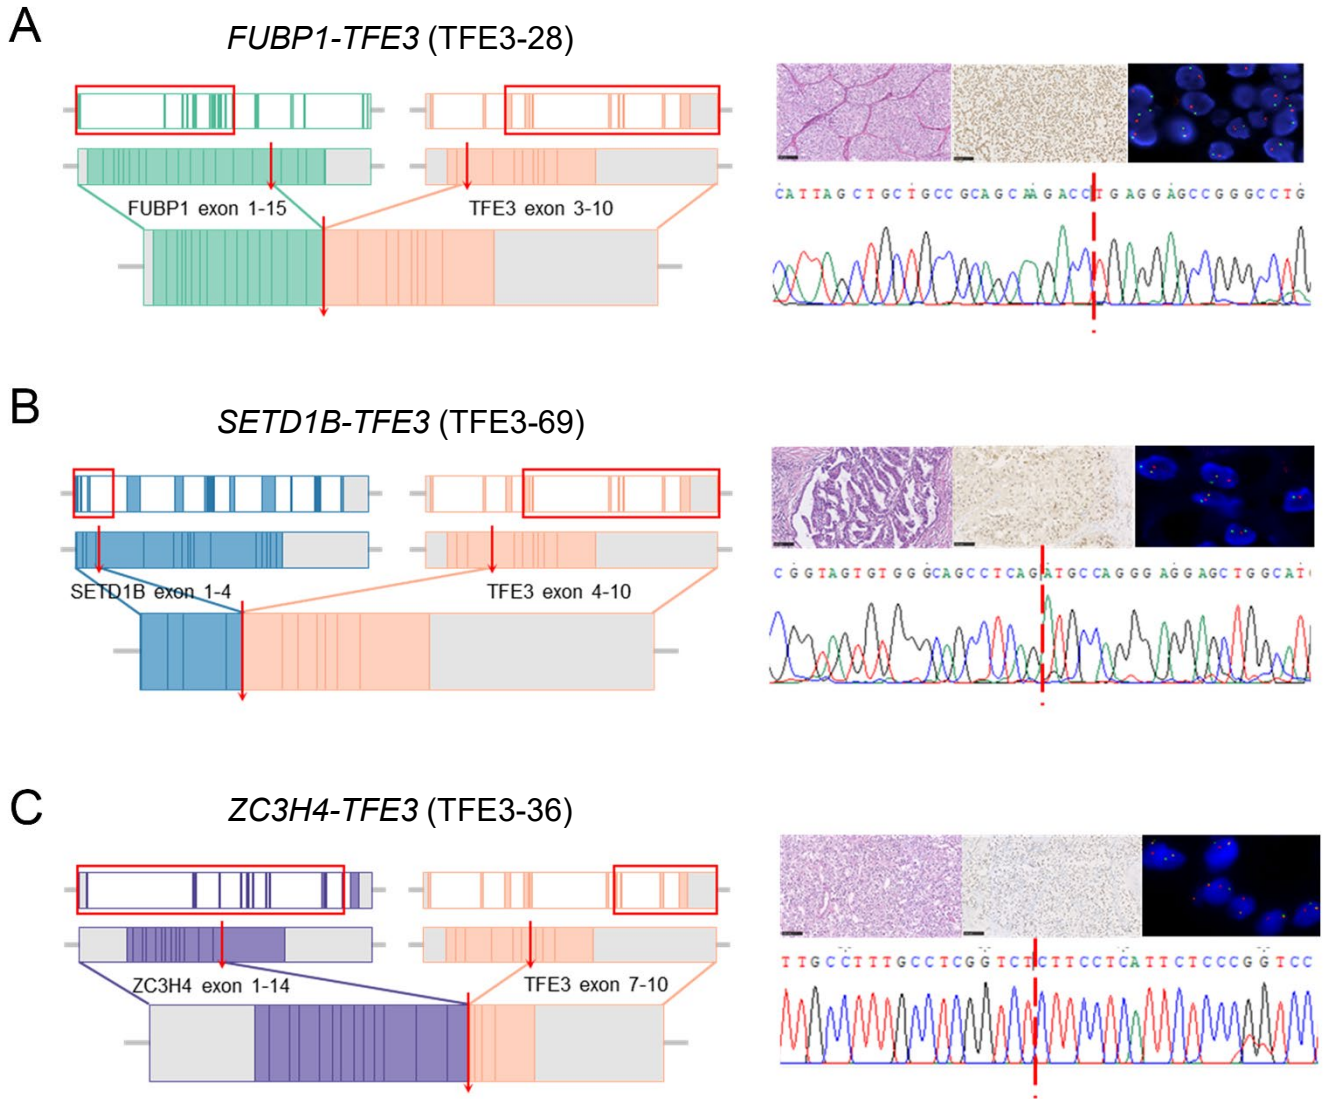 A
FUBP1-TFE3 (TFE3-28)
FUBP1 exon 1-15
TFE3 exon 3-10
CATTAGCTGCTGCCGCAGCAAGACCTGAGGAGCCGGGCCTG
B
SETD1B-TFE3 (TFE3-69)
SETD1B exon 1-4
TFE3 exon 4-10
CGGTAGTGTGGGCAGCCTCAGATGCCAGGGAGGAGCTGGCATC
C
ZC3H4-TFE3 (TFE3-36)
ZC3H4 exon 1-14
TFE3 exon 7-10
TTGCCTTTGCCTCGGTCTCTTCCTCATTCTCCCGGTCC